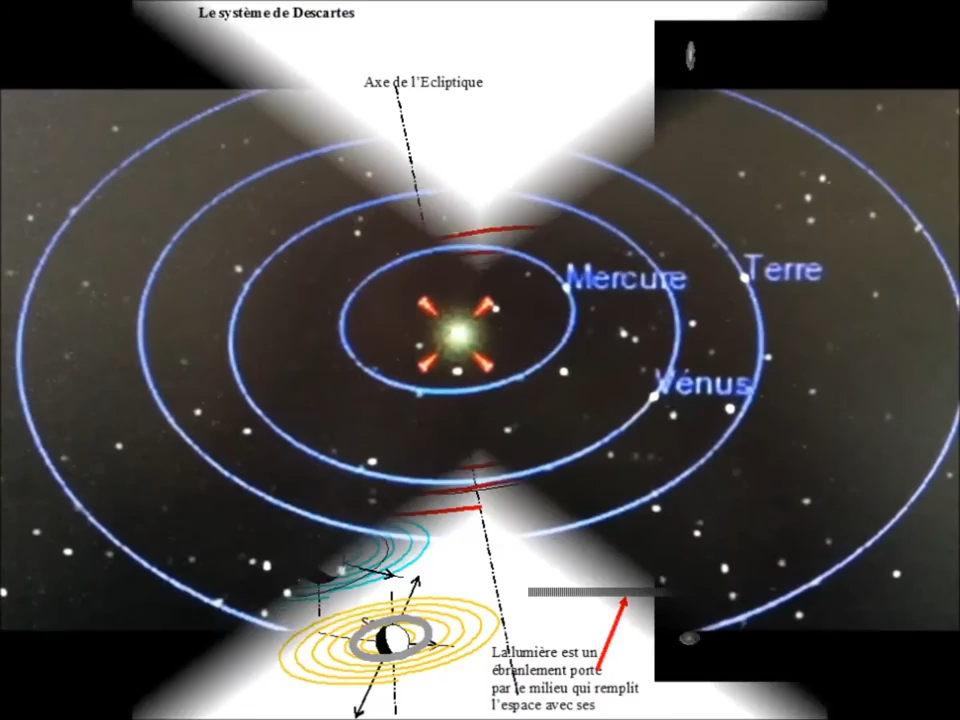 Le système de Descartes
Axe de l'Ecliptique
Mercure
Terre
Vénus
La lumière est un
ébranlement porté
par le milieu qui remplit
l'espace avec ses